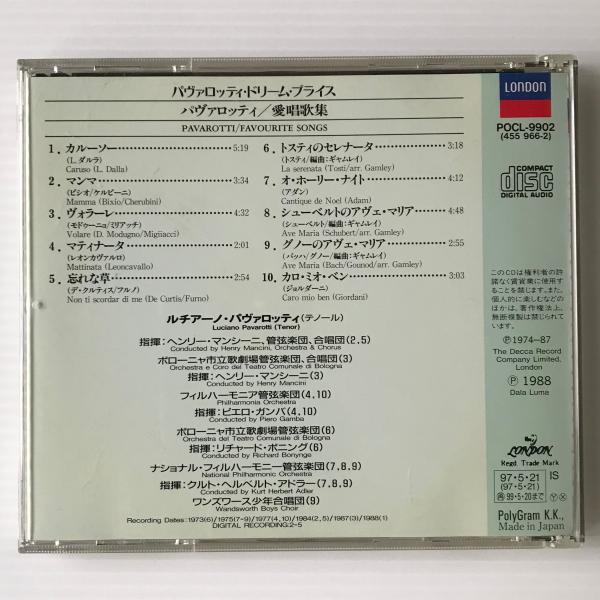 パヴァロッティ・ドリーム・プライス
パヴァロッティ／愛唱歌集
PAVAROTTI/FAVOURITE SONGS
1. カルーソー 5:19
(L.ダルラ)
Caruso (L. Dalla)
2. マンマ 3:34
(ビシオ/ケルビーニ)
Mamma (Bixio/Cherubini)
3. ヴォラーレ 4:32
(モドゥーニョ/ミリアッチ)
Volare (D. Modugno/Migliacci)
4. マティナータ 2:01
(レオンカヴァルロ)
Mattinata (Leoncavallo)
5. 忘れな草 2:54
(デ・クルティス/フルノ)
Non ti scordar di me (De Curtis/Furno)
6. トスティのセレナータ 3:18
(トスティ/編曲：ギャムレイ)
La serenata (Tosti/arr. Gamley)
7. オ・ホーリー・ナイト 4:12
(アダン)
Cantique de Noel (Adam)
8. シューベルトのアヴェ・マリア 4:48
(シューベルト/編曲：ギャムレイ)
Ave Maria (Schubert/arr. Gamley)
9. グノーのアヴェ・マリア 2:55
(バッハ/グノー/編曲：ギャムレイ)
Ave Maria (Bach/Gounod/arr. Gamley)
10. カロ・ミオ・ベン 3:03
(ジョルダーニ)
Caro mio ben (Giordani)
ルチアーノ・パヴァロッティ(テノール)
Luciano Pavarotti (Tenor)
指揮：ヘンリー・マンシーニ、管弦楽団、合唱団(2,5)
Conducted by Henry Mancini, Orchestra & Chorus
ボローニャ市立歌劇場管弦楽団、合唱団(3)
Orchestra e Coro del Teatro Comunale di Bologna
指揮：ヘンリー・マンシーニ(3)
Conducted by Henry Mancini
フィルハーモニア管弦楽団(4,10)
Philharmonia Orchestra
指揮：ピエロ・ガンバ(4,10)
Conducted by Piero Gamba
ボローニャ市立歌劇場管弦楽団(6)
Orchestra del Teatro Comunale di Bologna
指揮：リチャード・ボニング(6)
Conducted by Richard Bonynge
ナショナル・フィルハーモニー管弦楽団(7,8,9)
National Philharmonic Orchestra
指揮：クルト・ヘルベルト・アドラー(7,8,9)
Conducted by Kurt Herbert Adler
ワンズワース少年合唱団(9)
Wandsworth Boys Choir
Recording Dates: 1973(6)/1975(7~9)/1977(4,10)/1984(2,5)/1987(3)/1988(1)
DIGITAL RECORDING:2~5
LONDON
POCL-9902
(455 966-2)
COMPACT
disc
DIGITAL AUDIO
このCDは権利者の許
諾なく賃貸業に使用
することを禁じます。また、
個人的に楽しむなどの
ほかは、著作権法上、
無断複製は禁じられて
います。
Ⓟ1974~87
The Decca Record
Company Limited,
London
Ⓟ 1988
Dala Luma
LONDON
Regd. Trade Mark
97・5・21
(97・5・21)
IS
再99・5・20まで
Ⓨ Ⓧ
PolyGram K.K.,
Made in Japan